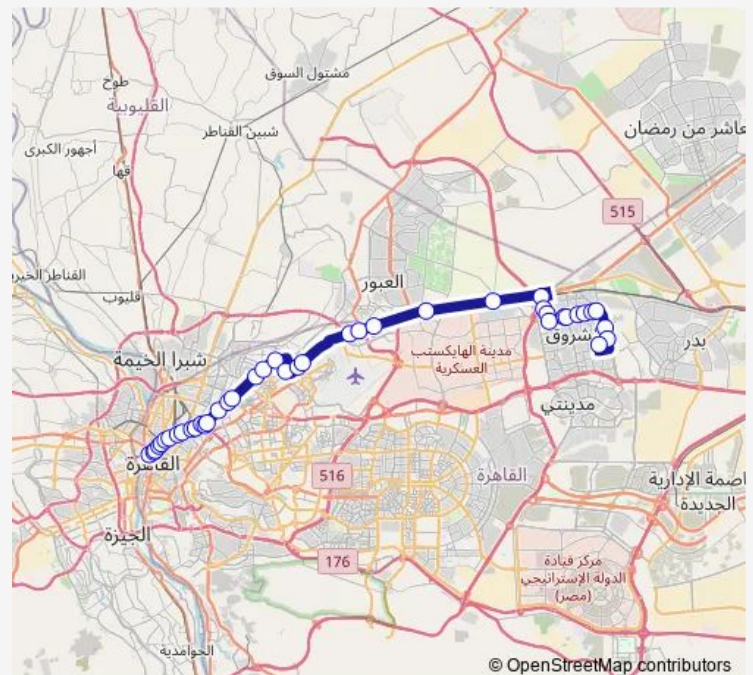 مشتول السوق
طوخ
القليوبية
شبين القناطر
عاشر من رمضان
أجهور الكبرى
قها
515
القناطر الخير
قليوب
العبور
شبرا الخيمة
مدينة الهايكستب
العسكرية
شروق
بدر
مدينتي
القاهرة
516
القاهرة
اصمة الإدارية
الجديدة
الجيزة
176
مركز قيادة
الدولة الإستراتيجي
(مصر)
الحوامدية
© OpenStreetMap contributors